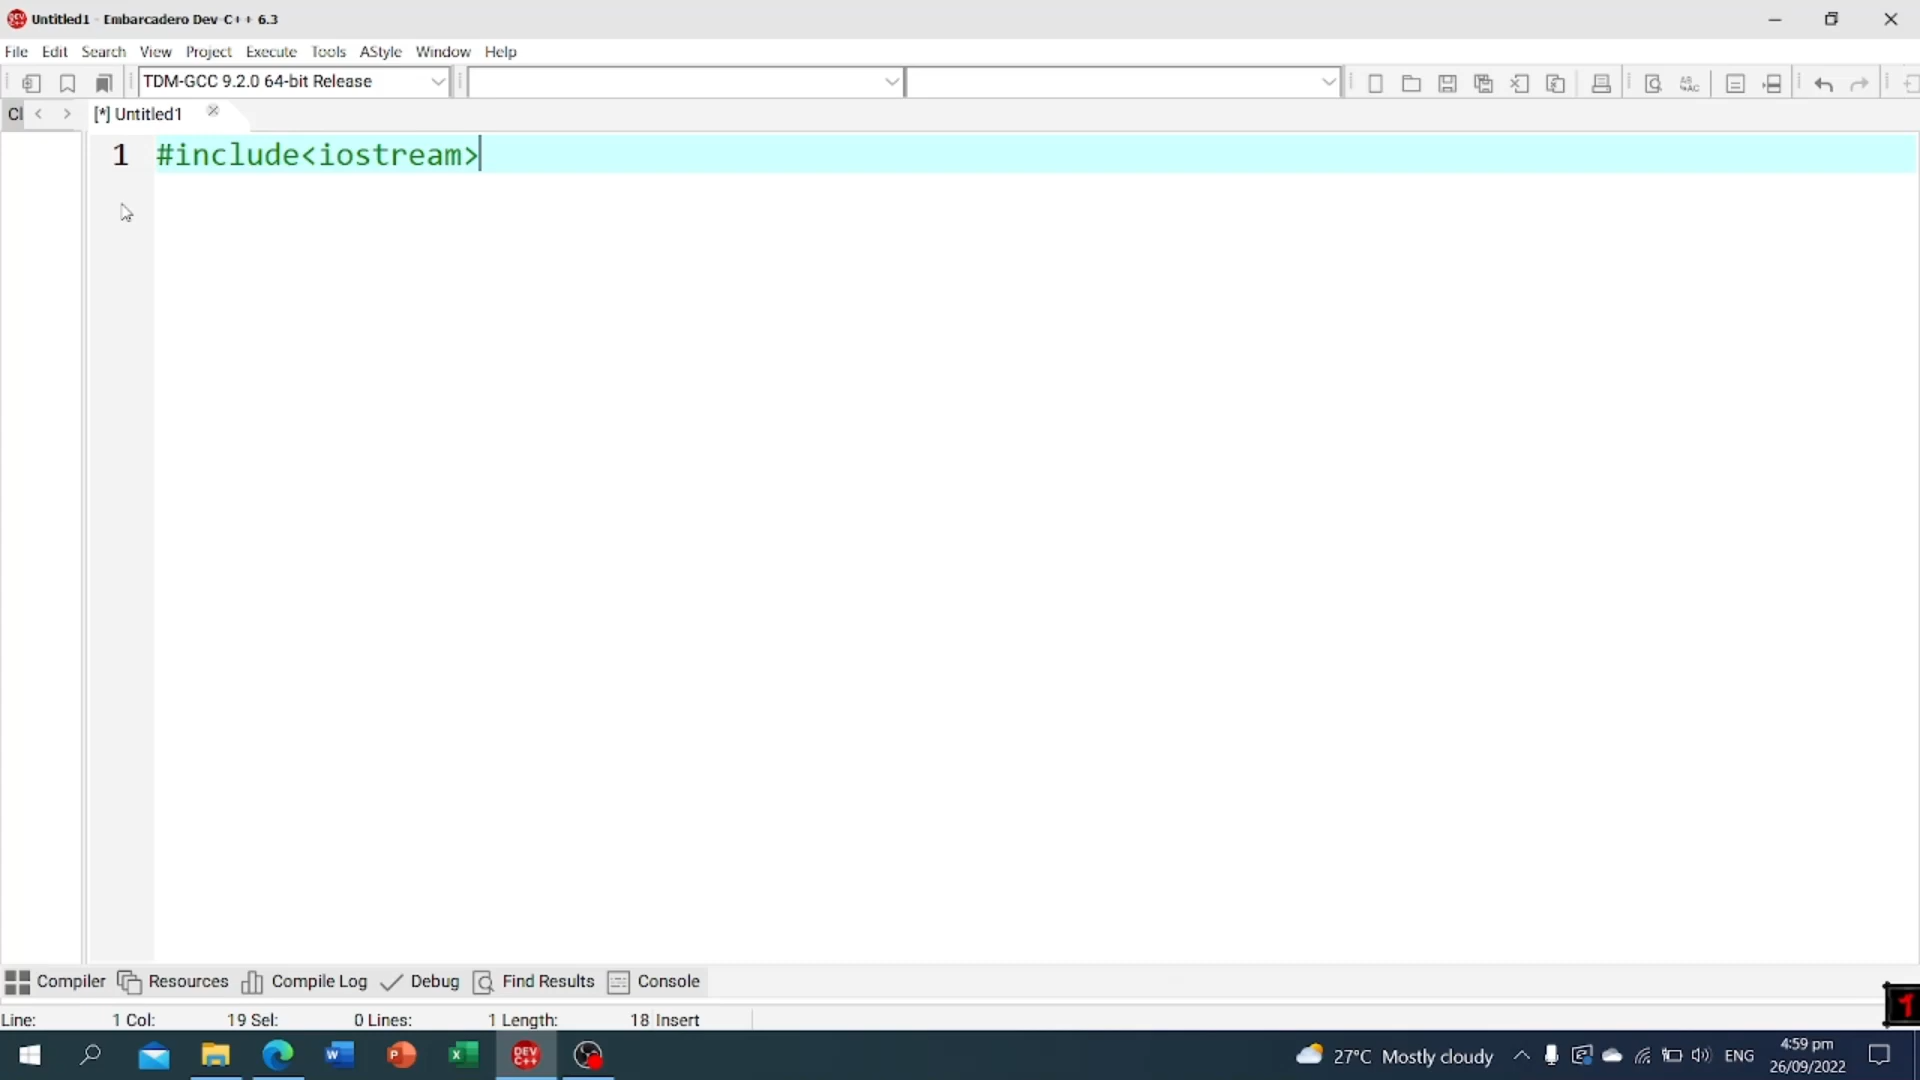 Untitled1 - Embarcadero Dev-C++ 6.3
File Edit Search View Project Execute Tools AStyle Window Help
TDM-GCC 9.2.0 64-bit Release
Cl [*] Untitled1
1 #include<iostream>
Compiler Resources Compile Log Debug Find Results Console
Line: 1 Col: 19 Sel: 0 Lines: 1 Length: 18 Insert
DEV C++ 27°C Mostly cloudy ENG 4:59 pm
26/09/2022